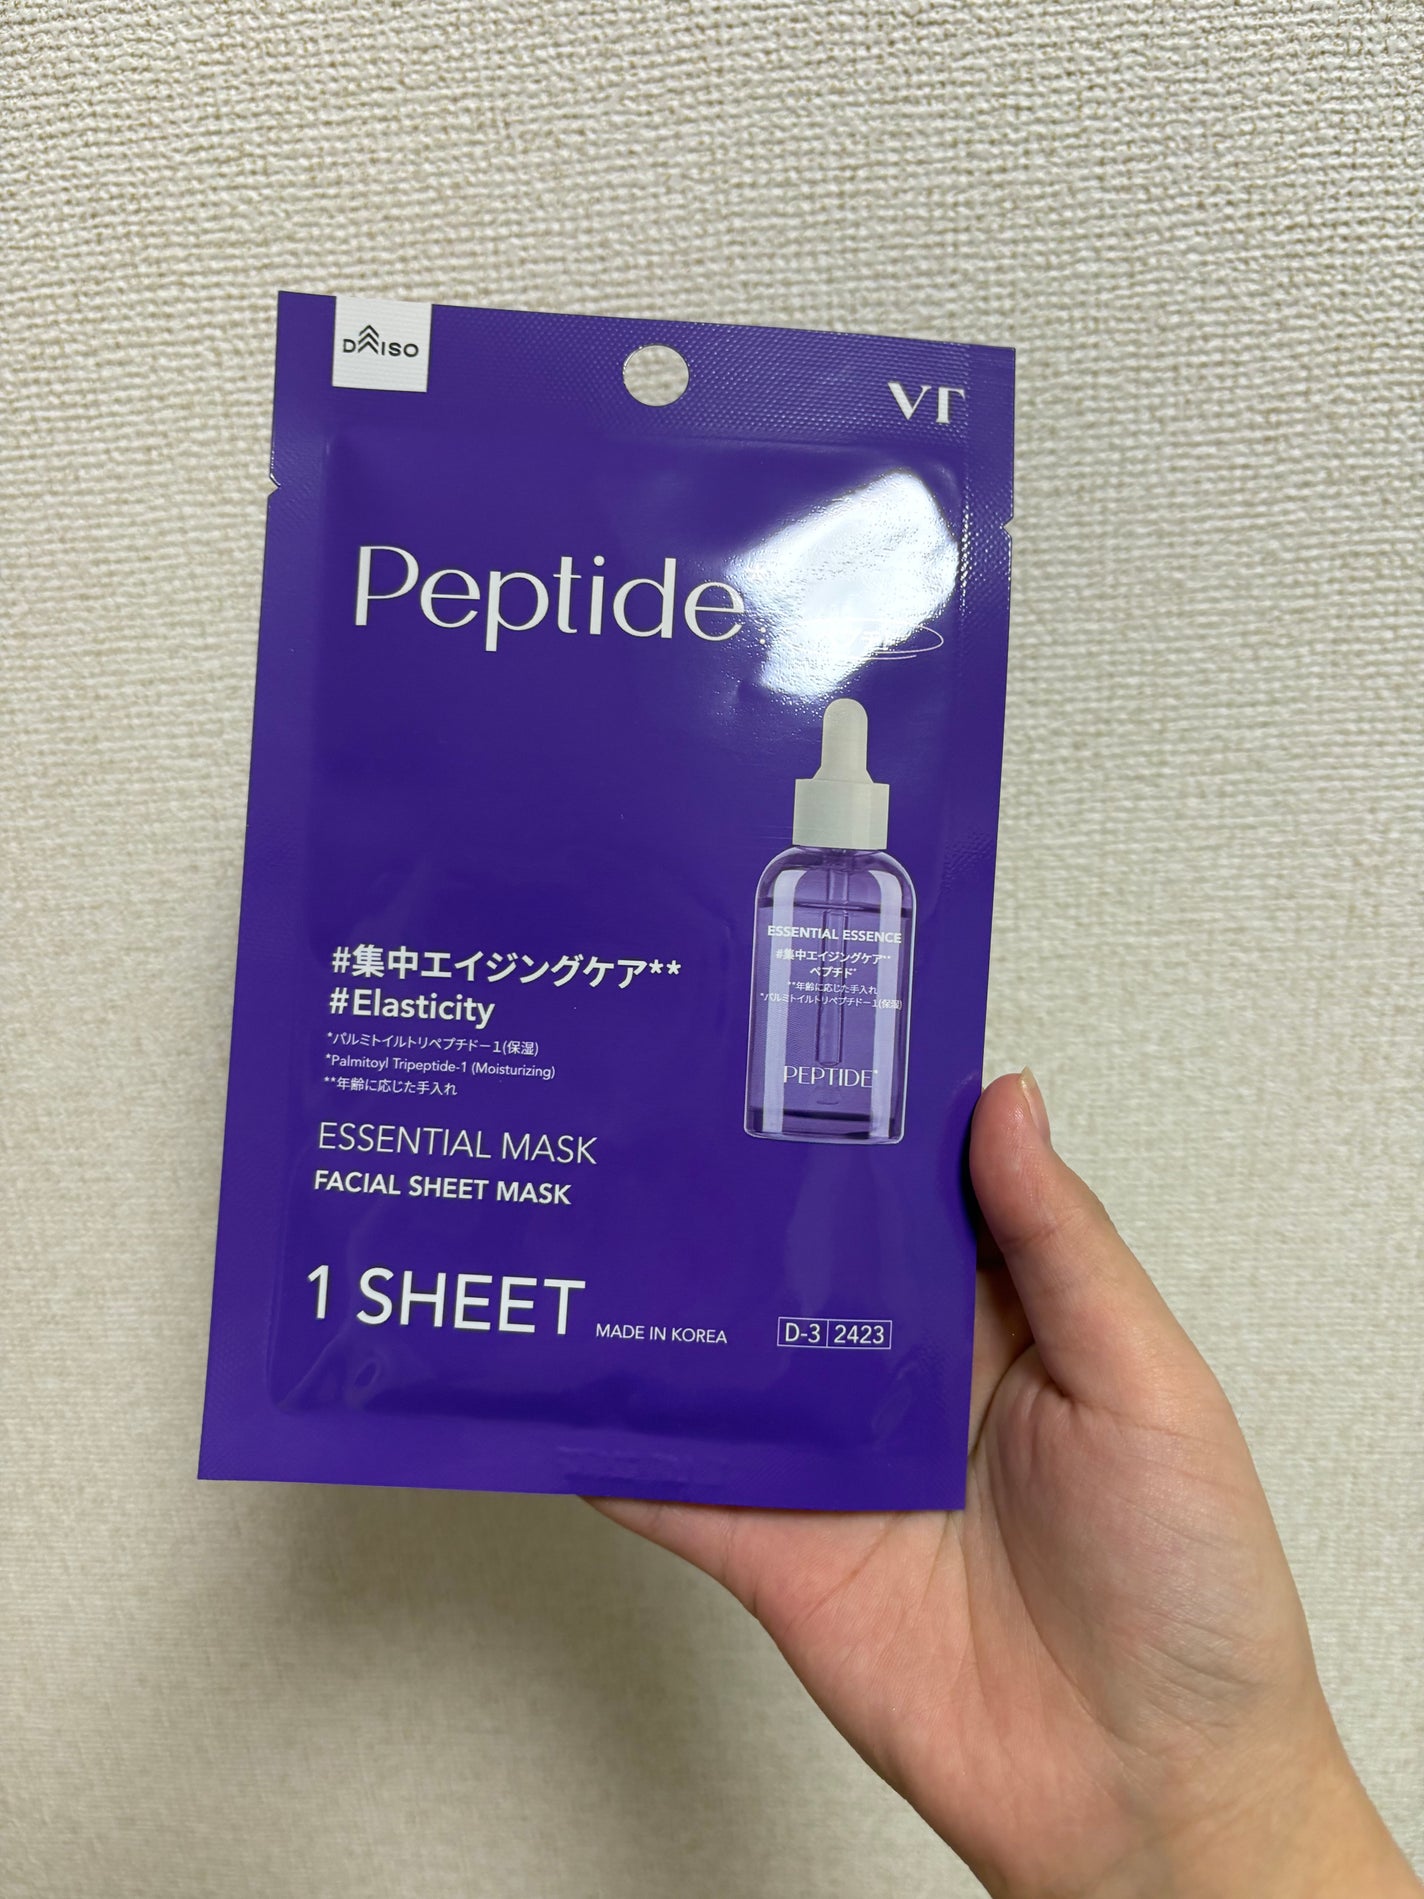 DAISO
VT
Peptide
#集中エイジングケア**
#Elasticity
*パルミトイルトリペプチドー1(保湿)
*Palmitoyl Tripeptide-1 (Moisturizing)
**年齢に応じた手入れ
ESSENTIAL ESSENCE
#集中エイジングケア**
ペプチド*
**年齢に応じた手入れ
*パルミトイルトリペプチドー1(保湿)
PEPTIDE*
ESSENTIAL MASK
FACIAL SHEET MASK
1 SHEET
MADE IN KOREA
D-3 2423